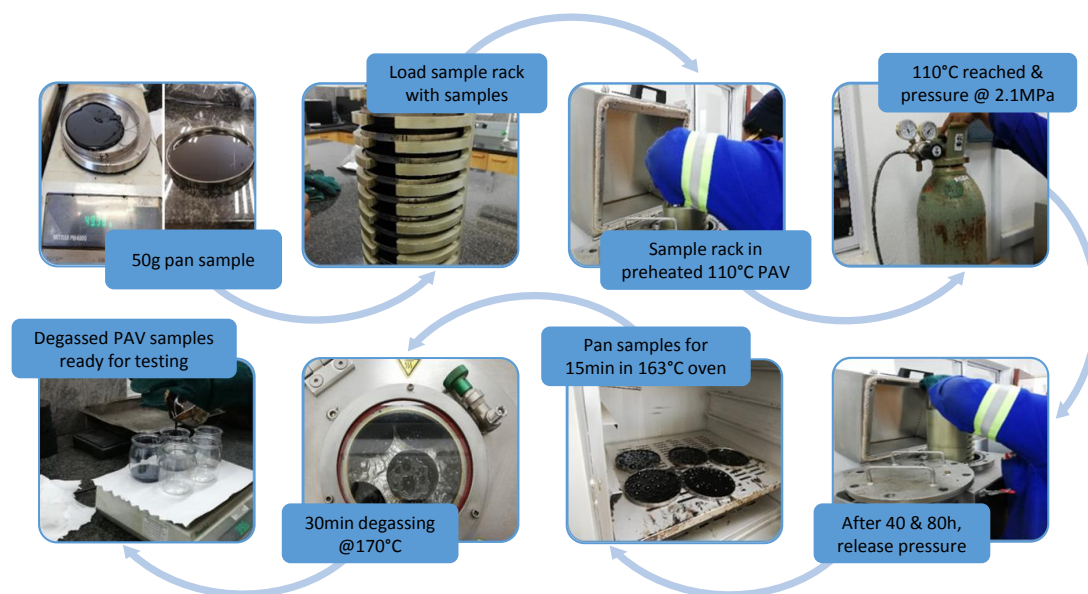 50g pan sample
Load sample rack
with samples
Sample rack in
preheated 110°C PAV
110°C reached &
pressure @ 2.1MPa
After 40 & 80h,
release pressure
Pan samples for
15min in 163°C oven
30min degassing
@170°C
Degassed PAV samples
ready for testing